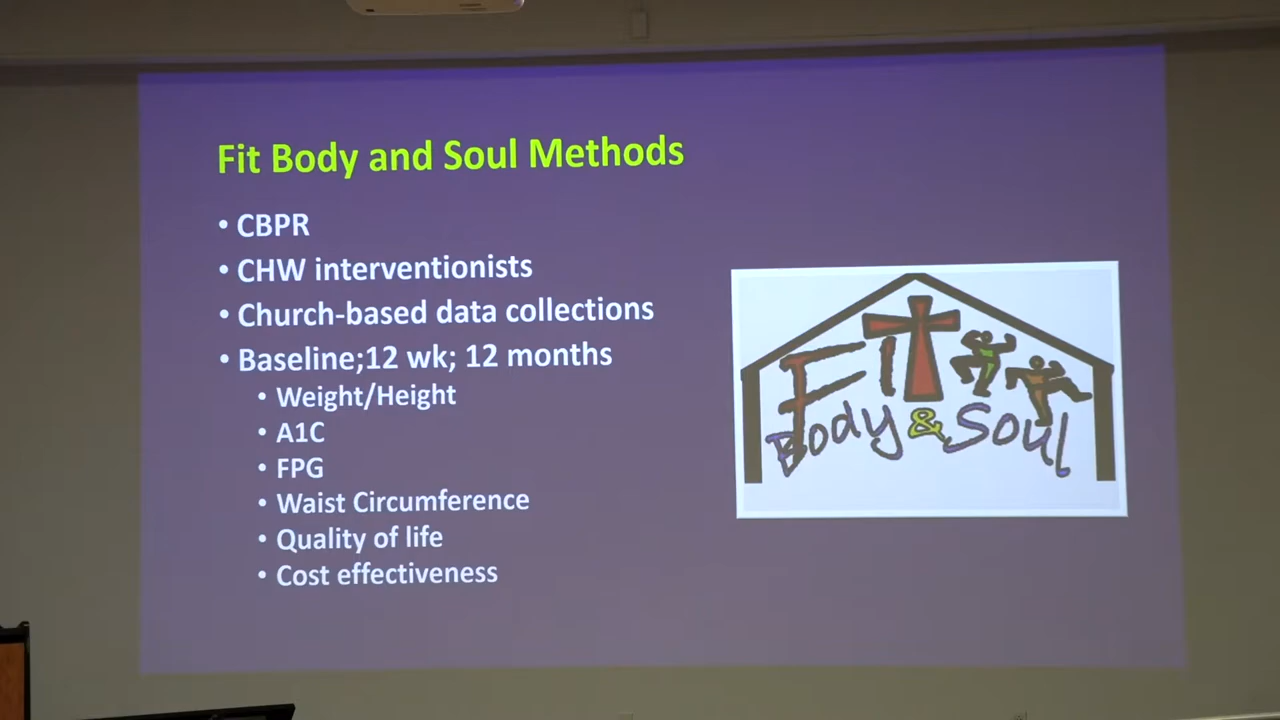 Fit Body and Soul Methods
• CBPR
• CHW interventionists
• Church-based data collections
• Baseline;12 wk; 12 months
• Weight/Height
• A1C
• FPG
• Waist Circumference
• Quality of life
• Cost effectiveness
FiT
Body & Soul